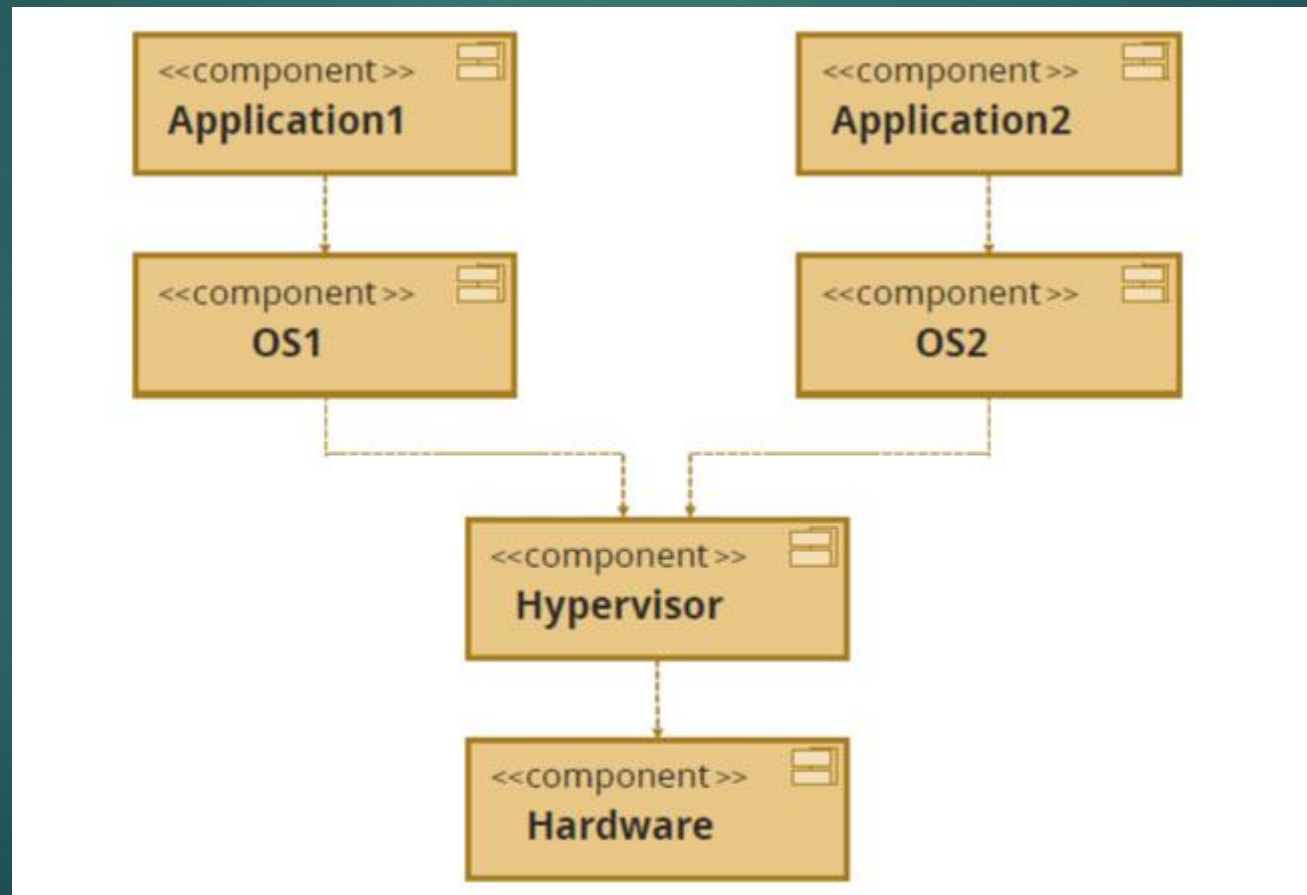 <<component>>
Application1
<<component>>
Application2
<<component>>
OS1
<<component>>
OS2
<<component>>
Hypervisor
<<component>>
Hardware